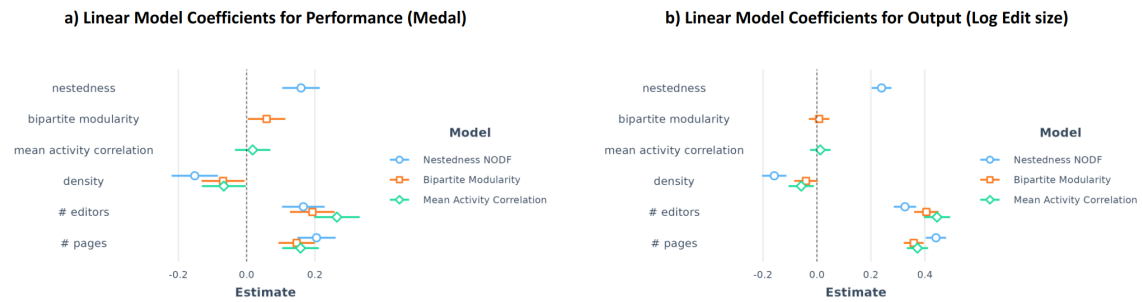 a) Linear Model Coefficients for Performance (Medal)
nestedness
bipartite modularity
mean activity correlation
density
# editors
# pages
-0.2 0.0 0.2
Estimate
Model
Nestedness NODF
Bipartite Modularity
Mean Activity Correlation
b) Linear Model Coefficients for Output (Log Edit size)
nestedness
bipartite modularity
mean activity correlation
density
# editors
# pages
-0.2 0.0 0.2 0.4
Estimate
Model
Nestedness NODF
Bipartite Modularity
Mean Activity Correlation